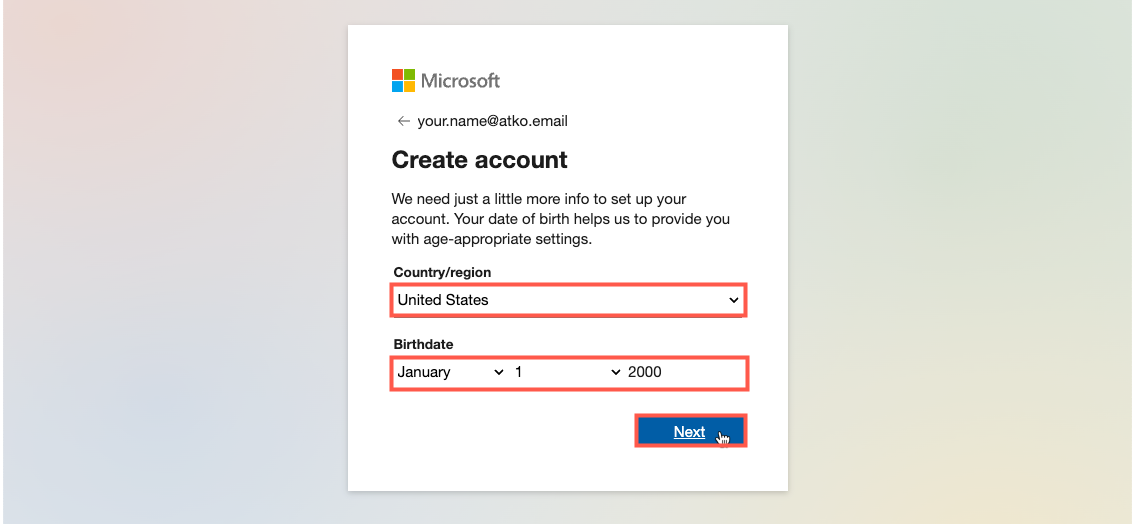 Microsoft
your.name@atko.email
Create account
We need just a little more info to set up your
account. Your date of birth helps us to provide you
with age-appropriate settings.
Country/region
United States
Birthdate
January 1 2000
Next